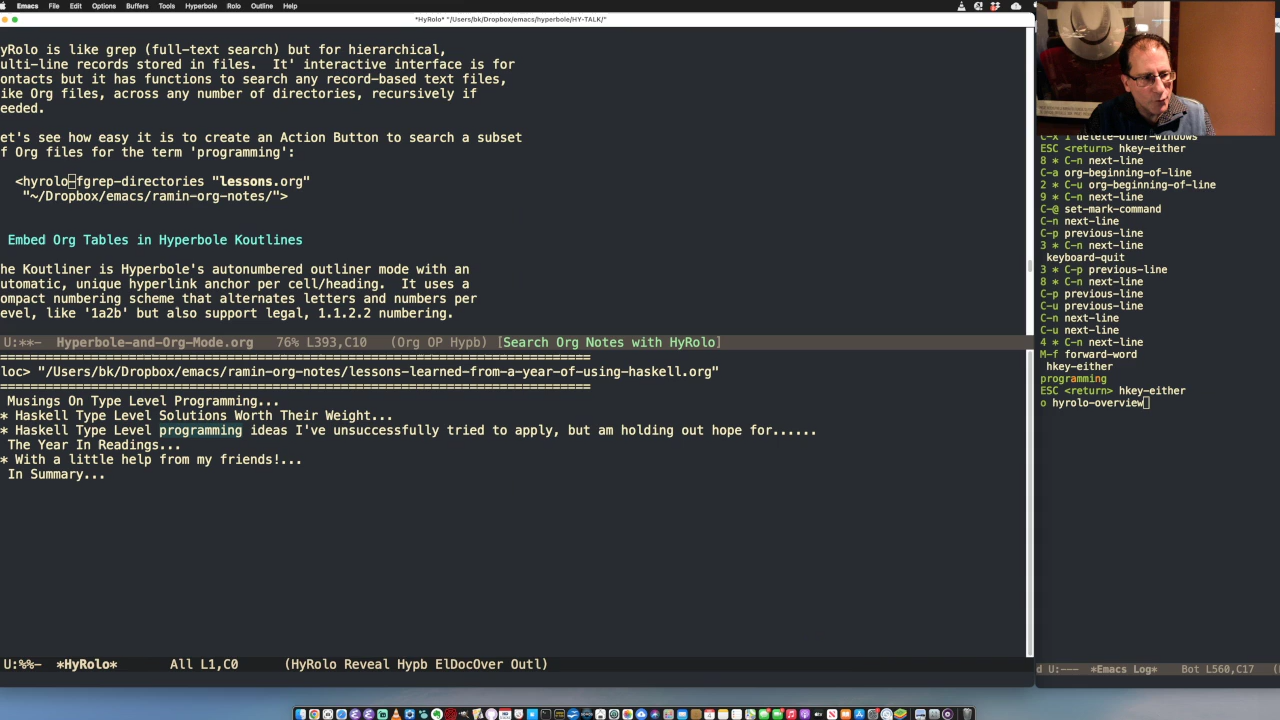 Emacs File Edit Options Buffers Tools Hyperbole Rolo Outline Help
*HyRolo* "/Users/bk/Dropbox/emacs/hyperbole/HY-TALK/"
yRolo is like grep (full-text search) but for hierarchical,
ulti-line records stored in files. It' interactive interface is for
ontacts but it has functions to search any record-based text files,
ike Org files, across any number of directories, recursively if
eeded.
et's see how easy it is to create an Action Button to search a subset
f Org files for the term 'programming':
<hyrolo-fgrep-directories "lessons.org"
"~/Dropbox/emacs/ramin-org-notes/">
Embed Org Tables in Hyperbole Koutlines
he Koutliner is Hyperbole's autonumbered outliner mode with an
utomatic, unique hyperlink anchor per cell/heading. It uses a
ompact numbering scheme that alternates letters and numbers per
evel, like '1a2b' but also support legal, 1.1.2.2 numbering.
U:**- Hyperbole-and-Org-Mode.org 76% L393,C10 (Org OP Hypb) [Search Org Notes with HyRolo]
===============================================================================
loc> "/Users/bk/Dropbox/emacs/ramin-org-notes/lessons-learned-from-a-year-of-using-haskell.org"
===============================================================================
Musings On Type Level Programming...
* Haskell Type Level Solutions Worth Their Weight...
* Haskell Type Level programming ideas I've unsuccessfully tried to apply, but am holding out hope for......
The Year In Readings...
* With a little help from my friends!...
In Summary...
U:%%- *HyRolo* All L1,C0 (HyRolo Reveal Hypb ElDocOver Outl)
C-x 1 delete-other-windows
ESC <return> hkey-either
8 * C-n next-line
C-a org-beginning-of-line
2 * C-u org-beginning-of-line
9 * C-n next-line
C-@ set-mark-command
C-n next-line
C-p previous-line
3 * C-n next-line
keyboard-quit
3 * C-p previous-line
8 * C-n next-line
C-p previous-line
C-u previous-line
C-n next-line
C-u next-line
4 * C-n next-line
M-f forward-word
hkey-either
programming
ESC <return> hkey-either
o hyrolo-overview
d U:--- *Emacs Log* Bot L560,C17